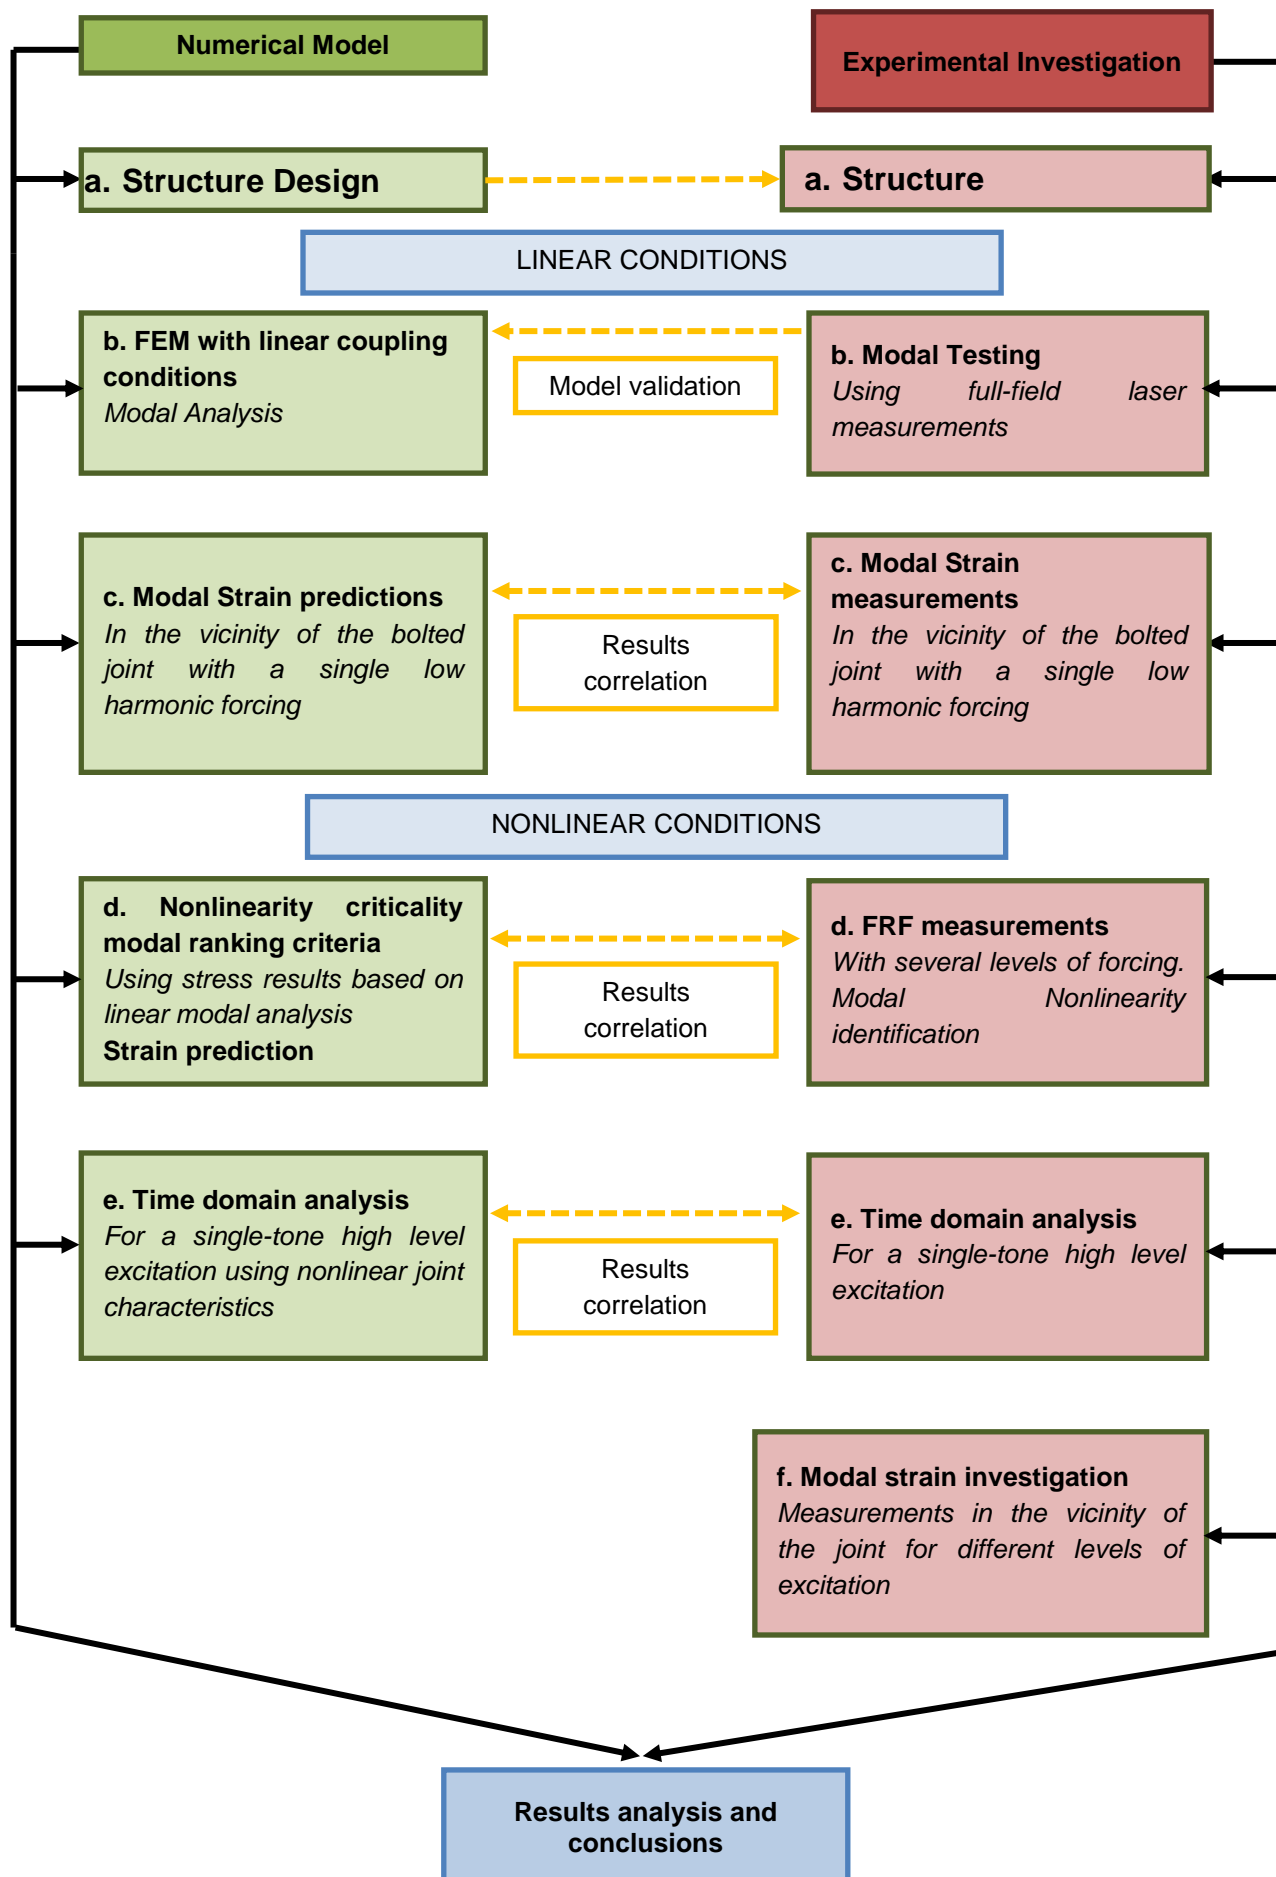 Numerical Model
Experimental Investigation
a. Structure Design
a. Structure
LINEAR CONDITIONS
b. FEM with linear coupling
conditions
Modal Analysis
Model validation
b. Modal Testing
Using full-field laser
measurements
c. Modal Strain predictions
In the vicinity of the bolted
joint with a single low
harmonic forcing
Results
correlation
c. Modal Strain
measurements
In the vicinity of the bolted
joint with a single low
harmonic forcing
NONLINEAR CONDITIONS
d. Nonlinearity criticality
modal ranking criteria
Using stress results based on
linear modal analysis
Strain prediction
Results
correlation
d. FRF measurements
With several levels of forcing.
Modal Nonlinearity
identification
e. Time domain analysis
For a single-tone high level
excitation using nonlinear joint
characteristics
Results
correlation
e. Time domain analysis
For a single-tone high level
excitation
f. Modal strain investigation
Measurements in the vicinity of
the joint for different levels of
excitation
Results analysis and
conclusions